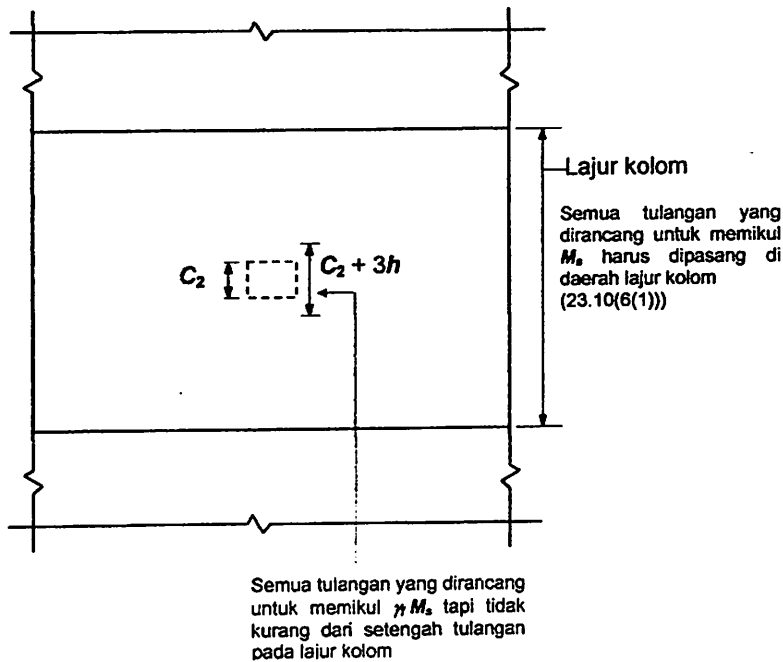 Lajur kolom
Semua tulangan yang
dirancang untuk memikul
Mₛ harus dipasang di
daerah lajur kolom
(23.10(6(1)))
C₂
C₂ + 3h
Semua tulangan yang dirancang
untuk memikul γf Mₛ tapi tidak
kurang dari setengah tulangan
pada lajur kolom